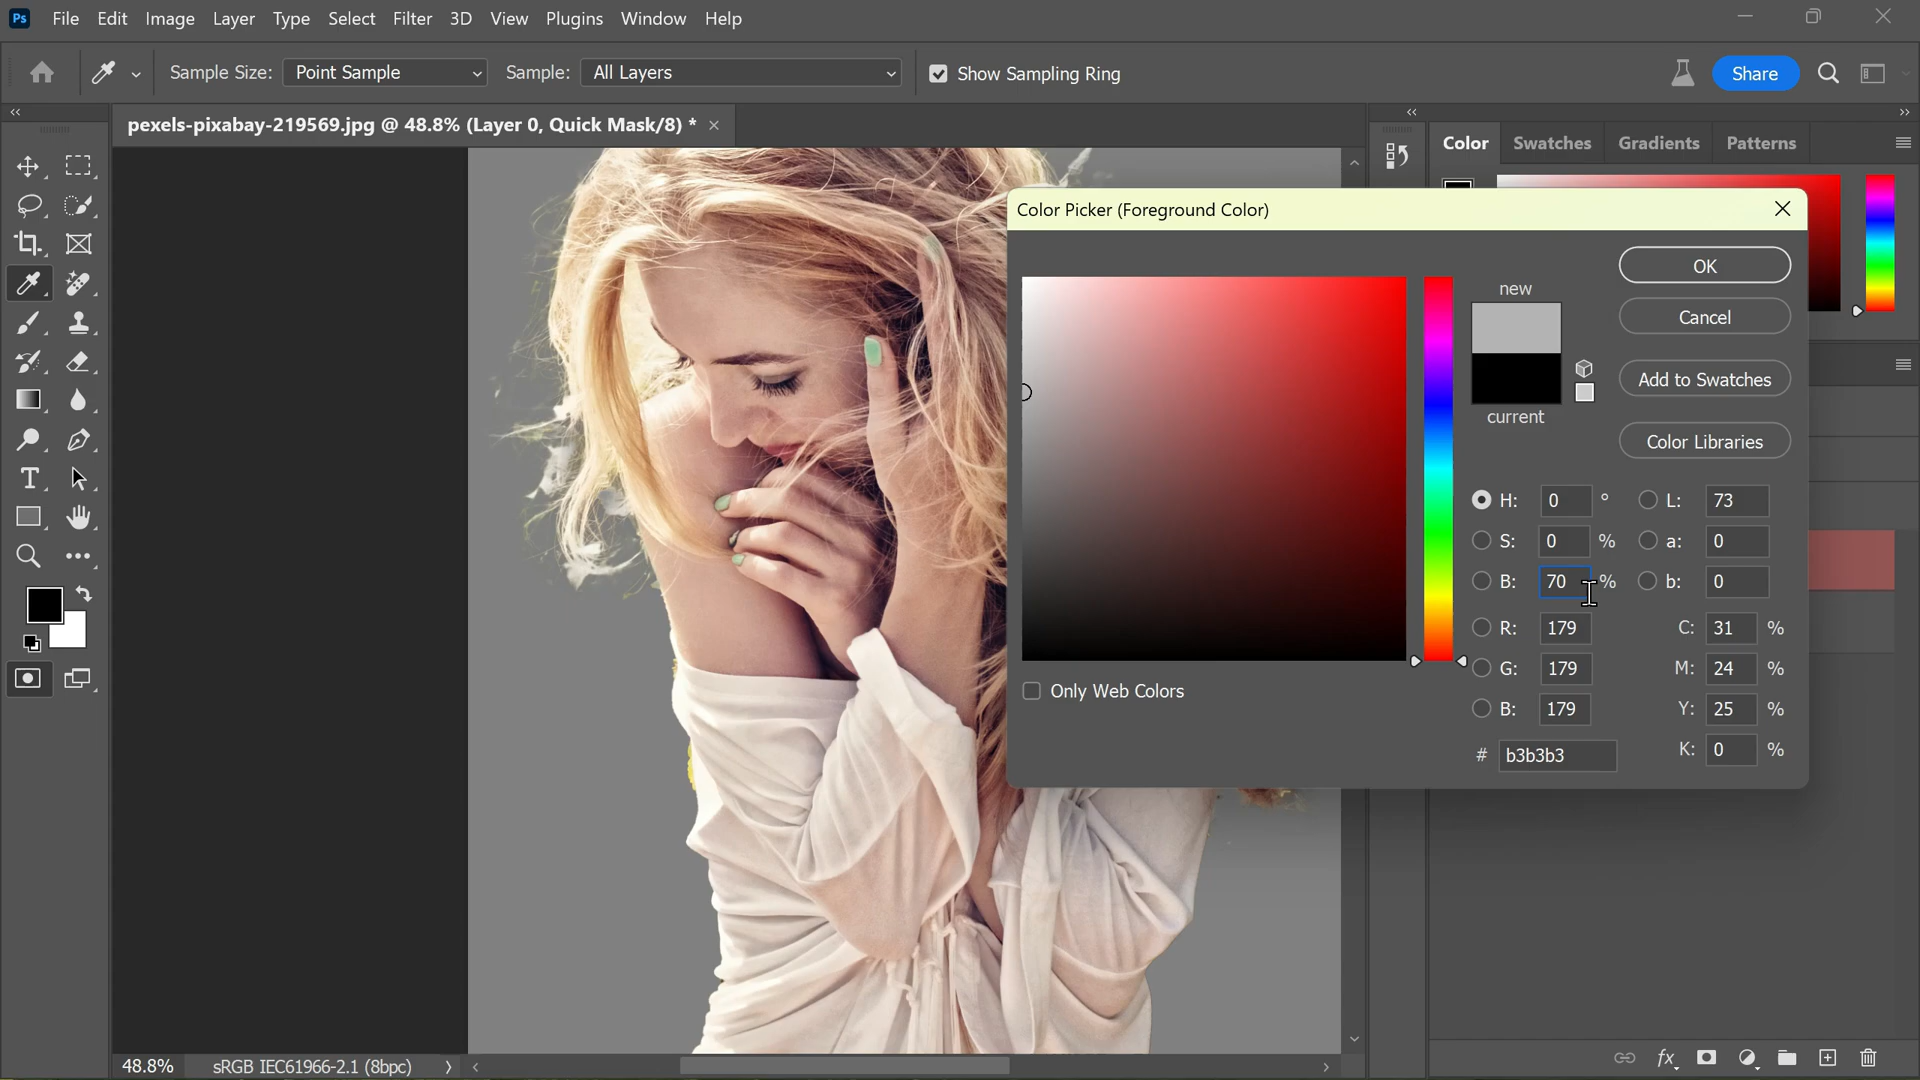 Ps File Edit Image Layer Type Select Filter 3D View Plugins Window Help
Sample Size: Point Sample Sample: All Layers Show Sampling Ring Share
pexels-pixabay-219569.jpg @ 48.8% (Layer 0, Quick Mask/8) *
Color Swatches Gradients Patterns
Color Picker (Foreground Color)
OK
new
Cancel
Add to Swatches
current
Color Libraries
H: 0 ° L: 73
S: 0 % a: 0
B: 70 % b: 0
R: 179 C: 31 %
G: 179 M: 24 %
Only Web Colors
B: 179 Y: 25 %
# b3b3b3 K: 0 %
T
48.8% sRGB IEC61966-2.1 (8bpc)
fx